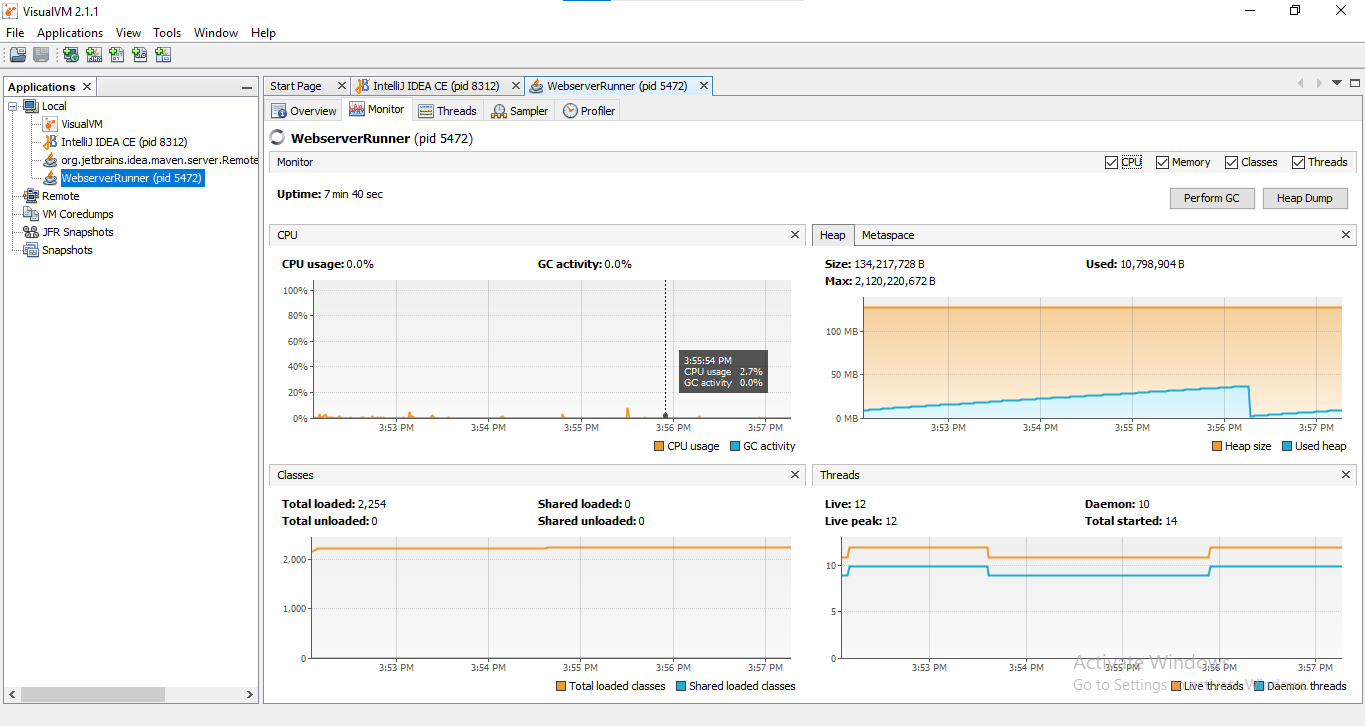 VisualVM 2.1.1
File Applications View Tools Window Help
Applications
Local
VisualVM
IntelliJ IDEA CE (pid 8312)
org.jetbrains.idea.maven.server.Remote
WebserverRunner (pid 5472)
Remote
VM Coredumps
JFR Snapshots
Snapshots
Start Page IntelliJ IDEA CE (pid 8312) WebserverRunner (pid 5472)
Overview Monitor Threads Sampler Profiler
WebserverRunner (pid 5472)
Monitor CPU Memory Classes Threads
Uptime: 7 min 40 sec
Perform GC Heap Dump
CPU
CPU usage: 0.0% GC activity: 0.0%
100%
80%
60%
40%
20%
0%
3:55:54 PM
CPU usage 2.7%
GC activity 0.0%
3:53 PM 3:54 PM 3:55 PM 3:56 PM 3:57 PM
CPU usage GC activity
Heap Metaspace
Size: 134,217,728 B Used: 10,798,904 B
Max: 2,120,220,672 B
100 MB
50 MB
0 MB
3:53 PM 3:54 PM 3:55 PM 3:56 PM 3:57 PM
Heap size Used heap
Classes
Total loaded: 2,254 Shared loaded: 0
Total unloaded: 0 Shared unloaded: 0
2,000
1,000
0
3:53 PM 3:54 PM 3:55 PM 3:56 PM 3:57 PM
Total loaded classes Shared loaded classes
Threads
Live: 12 Daemon: 10
Live peak: 12 Total started: 14
10
5
0
3:53 PM 3:54 PM 3:55 PM 3:56 PM 3:57 PM
Live threads Daemon threads
Activate Windows
Go to Settings to activate Windows.